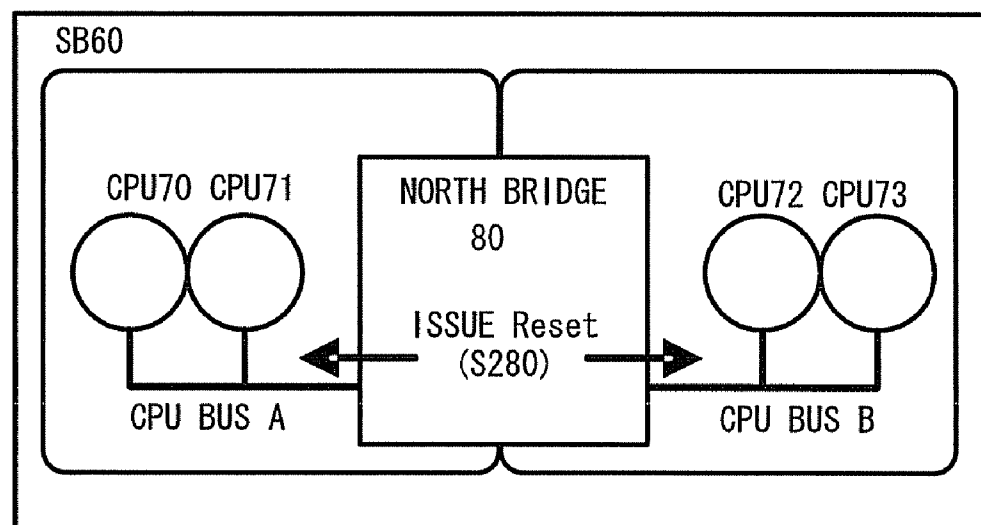 SB60
CPU70 CPU71
NORTH BRIDGE
80
CPU72 CPU73
ISSUE Reset
(S280)
CPU BUS A
CPU BUS B